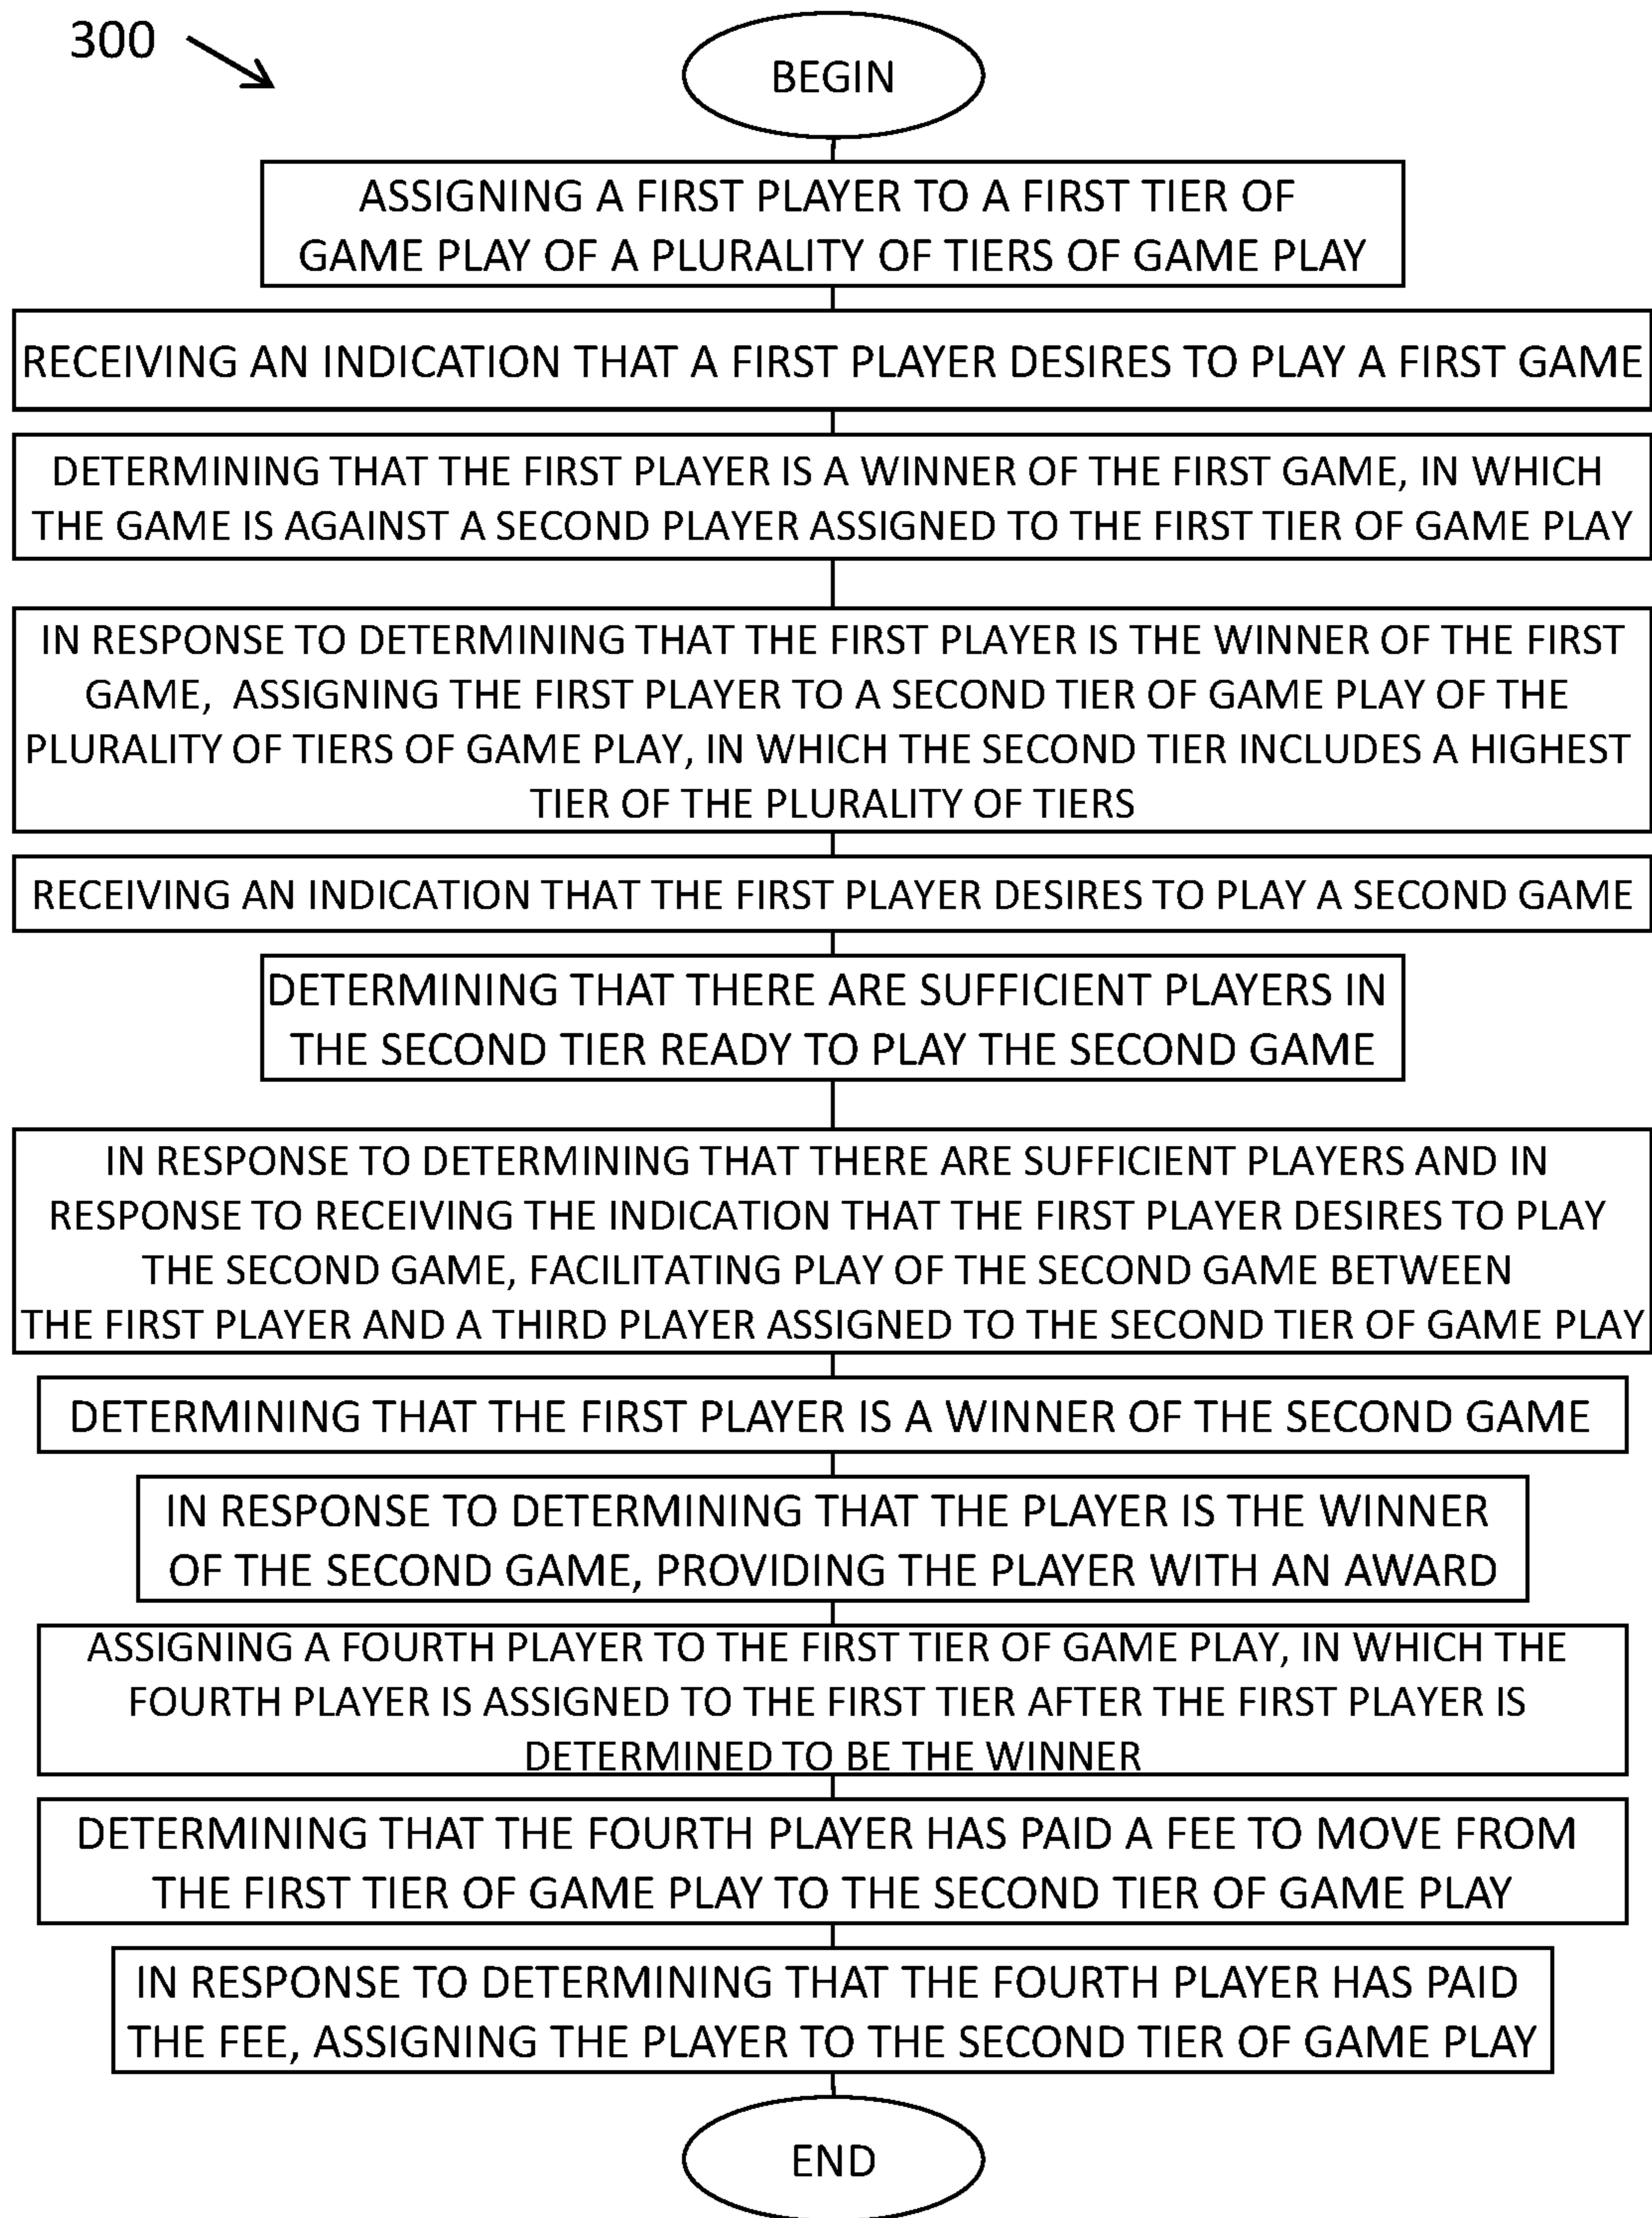 300
BEGIN
ASSIGNING A FIRST PLAYER TO A FIRST TIER OF
GAME PLAY OF A PLURALITY OF TIERS OF GAME PLAY
RECEIVING AN INDICATION THAT A FIRST PLAYER DESIRES TO PLAY A FIRST GAME
DETERMINING THAT THE FIRST PLAYER IS A WINNER OF THE FIRST GAME, IN WHICH
THE GAME IS AGAINST A SECOND PLAYER ASSIGNED TO THE FIRST TIER OF GAME PLAY
IN RESPONSE TO DETERMINING THAT THE FIRST PLAYER IS THE WINNER OF THE FIRST
GAME, ASSIGNING THE FIRST PLAYER TO A SECOND TIER OF GAME PLAY OF THE
PLURALITY OF TIERS OF GAME PLAY, IN WHICH THE SECOND TIER INCLUDES A HIGHEST
TIER OF THE PLURALITY OF TIERS
RECEIVING AN INDICATION THAT THE FIRST PLAYER DESIRES TO PLAY A SECOND GAME
DETERMINING THAT THERE ARE SUFFICIENT PLAYERS IN
THE SECOND TIER READY TO PLAY THE SECOND GAME
IN RESPONSE TO DETERMINING THAT THERE ARE SUFFICIENT PLAYERS AND IN
RESPONSE TO RECEIVING THE INDICATION THAT THE FIRST PLAYER DESIRES TO PLAY
THE SECOND GAME, FACILITATING PLAY OF THE SECOND GAME BETWEEN
THE FIRST PLAYER AND A THIRD PLAYER ASSIGNED TO THE SECOND TIER OF GAME PLAY
DETERMINING THAT THE FIRST PLAYER IS A WINNER OF THE SECOND GAME
IN RESPONSE TO DETERMINING THAT THE PLAYER IS THE WINNER
OF THE SECOND GAME, PROVIDING THE PLAYER WITH AN AWARD
ASSIGNING A FOURTH PLAYER TO THE FIRST TIER OF GAME PLAY, IN WHICH THE
FOURTH PLAYER IS ASSIGNED TO THE FIRST TIER AFTER THE FIRST PLAYER IS
DETERMINED TO BE THE WINNER
DETERMINING THAT THE FOURTH PLAYER HAS PAID A FEE TO MOVE FROM
THE FIRST TIER OF GAME PLAY TO THE SECOND TIER OF GAME PLAY
IN RESPONSE TO DETERMINING THAT THE FOURTH PLAYER HAS PAID
THE FEE, ASSIGNING THE PLAYER TO THE SECOND TIER OF GAME PLAY
END